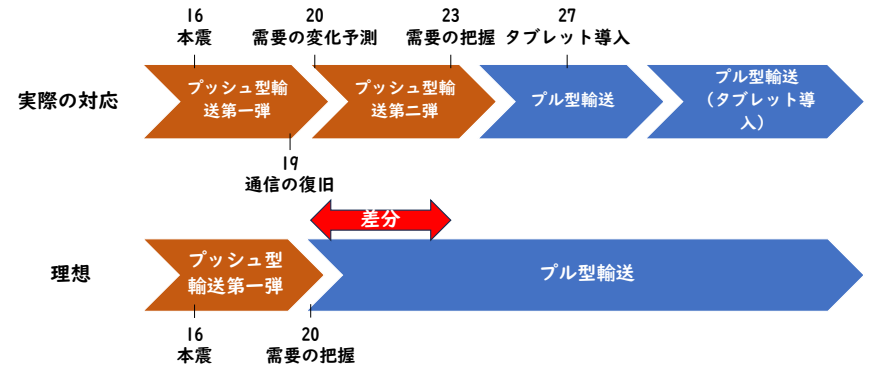 16
本震
20
需要の変化予測
23
需要の把握
27
タブレット導入
実際の対応
プッシュ型輸
送第一弾
プッシュ型輸
送第二弾
プル型輸送
プル型輸送
（タブレット導
入）
19
通信の復旧
差分
理想
プッシュ型
輸送第一弾
プル型輸送
16
本震
20
需要の把握